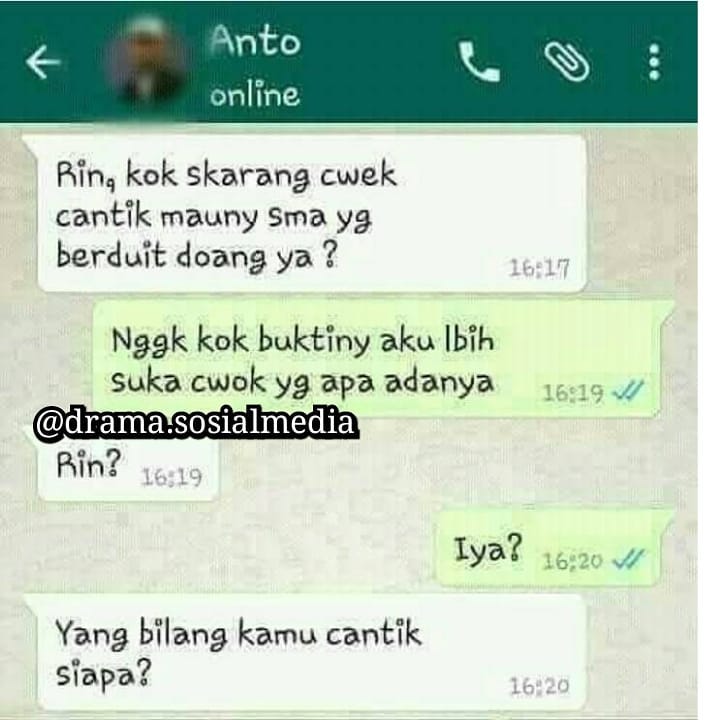 Anto
online
Rin, kok skarang cwek
cantik mauny sma yg
berduit doang ya ?
16:17
Nggk kok buktiny aku lbih
suka cwok yg apa adanya
16:19
@drama.sosialmedia
Rin?
16:19
Iya?
16:20
Yang bilang kamu cantik
siapa?
16:20